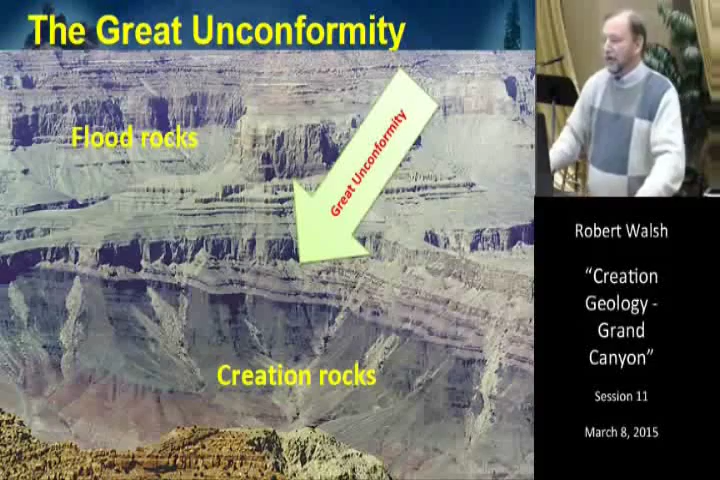 The Great Unconformity
Flood rocks
Great Unconformity
Creation rocks
Robert Walsh
“Creation
Geology -
Grand
Canyon”
Session 11
March 8, 2015